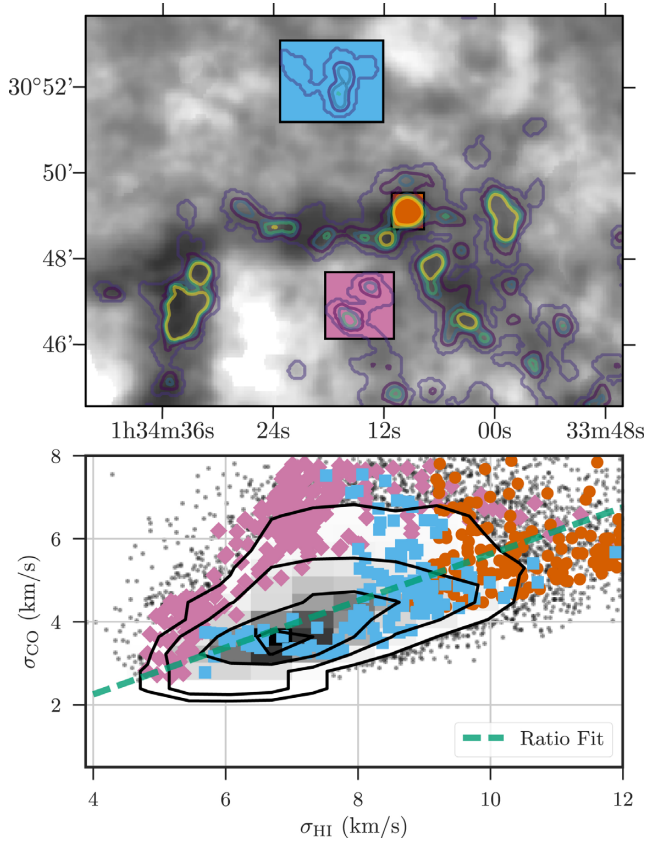 30°52'
50'
48'
46'
1h34m36s 24s 12s 00s 33m48s
8
6
4
2
σCO (km/s)
Ratio Fit
4 6 8 10 12
σHI (km/s)